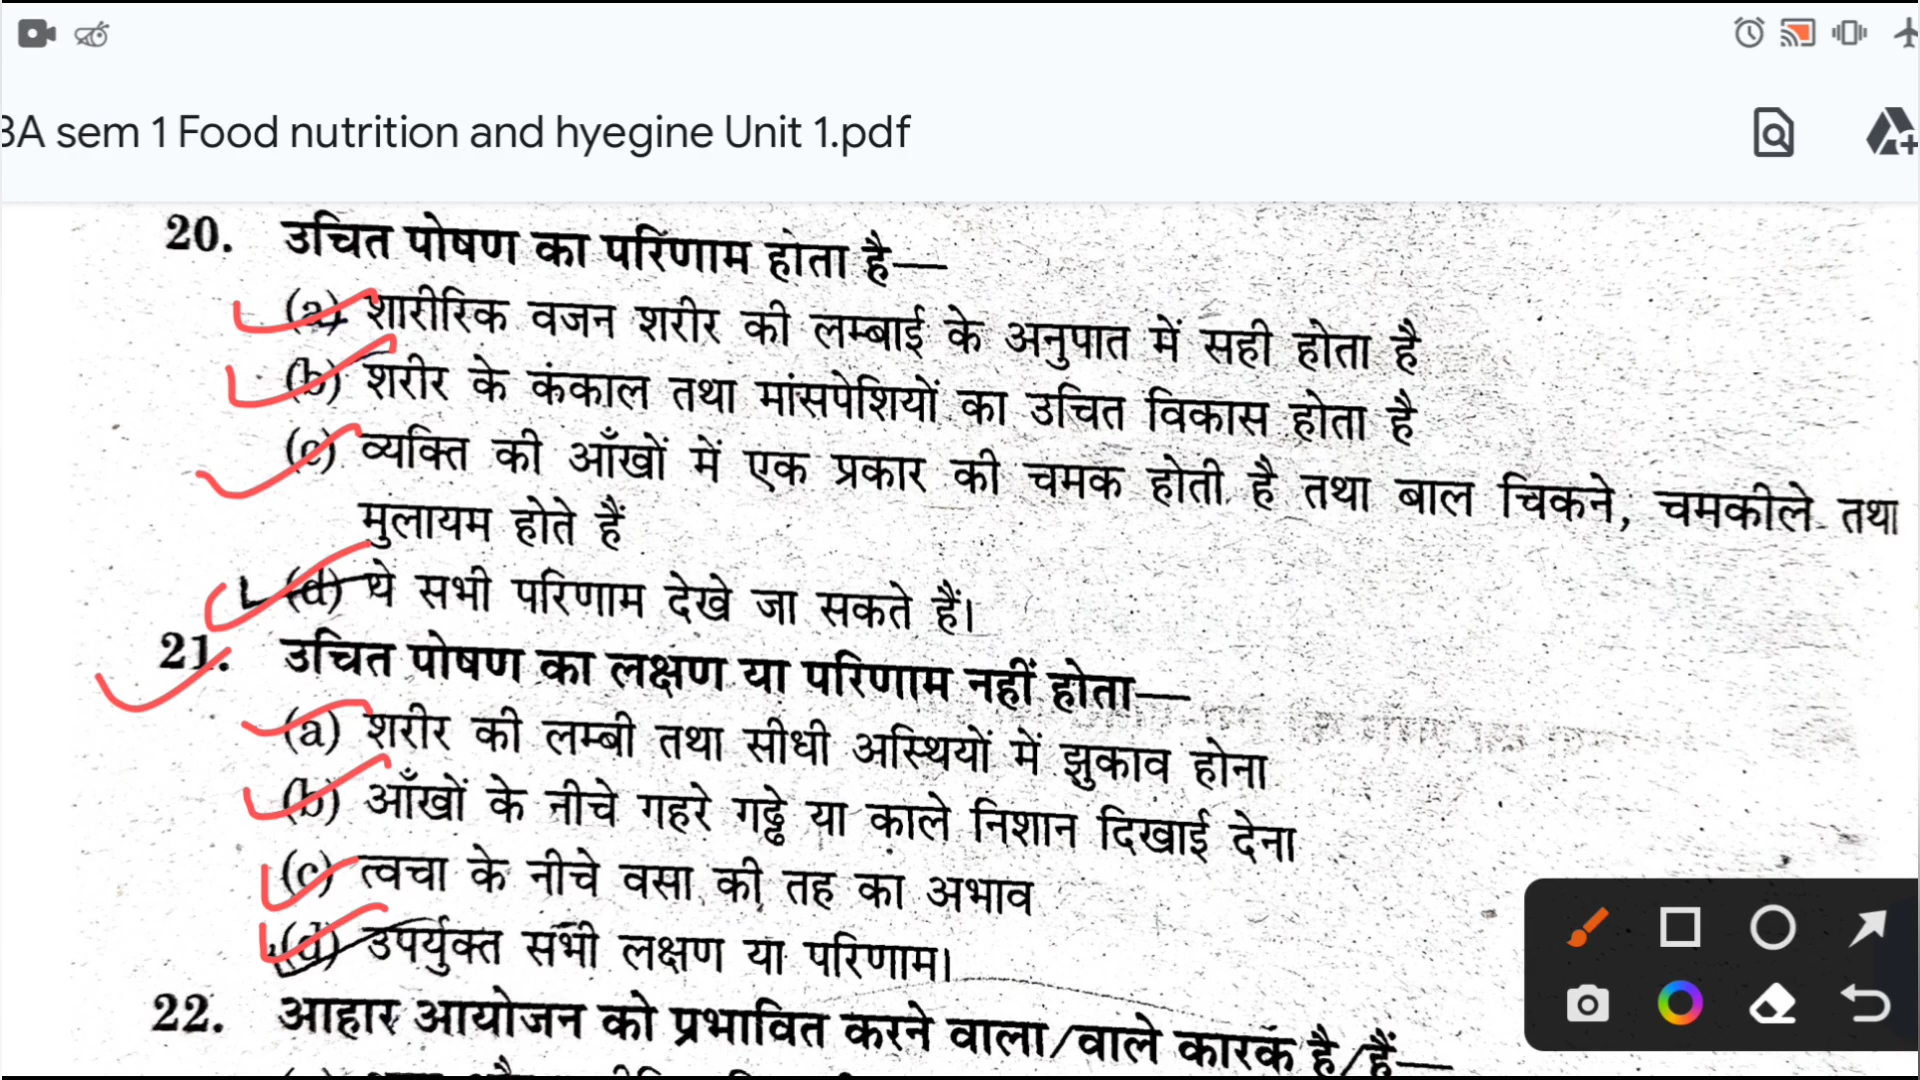 BA sem 1 Food nutrition and hyegine Unit 1.pdf
20. उचित पोषण का परिणाम होता है—
(a) शारीरिक वजन शरीर की लम्बाई के अनुपात में सही होता है
(b) शरीर के कंकाल तथा मांसपेशियों का उचित विकास होता है
(c) व्यक्ति की आँखों में एक प्रकार की चमक होती है तथा बाल चिकने, चमकीले तथा
मुलायम होते हैं
(d) ये सभी परिणाम देखे जा सकते हैं।
21. उचित पोषण का लक्षण या परिणाम नहीं होता—
(a) शरीर की लम्बी तथा सीधी अस्थियों में झुकाव होना
(b) आँखों के नीचे गहरे गड्ढे या काले निशान दिखाई देना
(c) त्वचा के नीचे वसा की तह का अभाव
(d) उपर्युक्त सभी लक्षण या परिणाम।
22. आहार आयोजन को प्रभावित करने वाला/वाले कारक है/हैं—